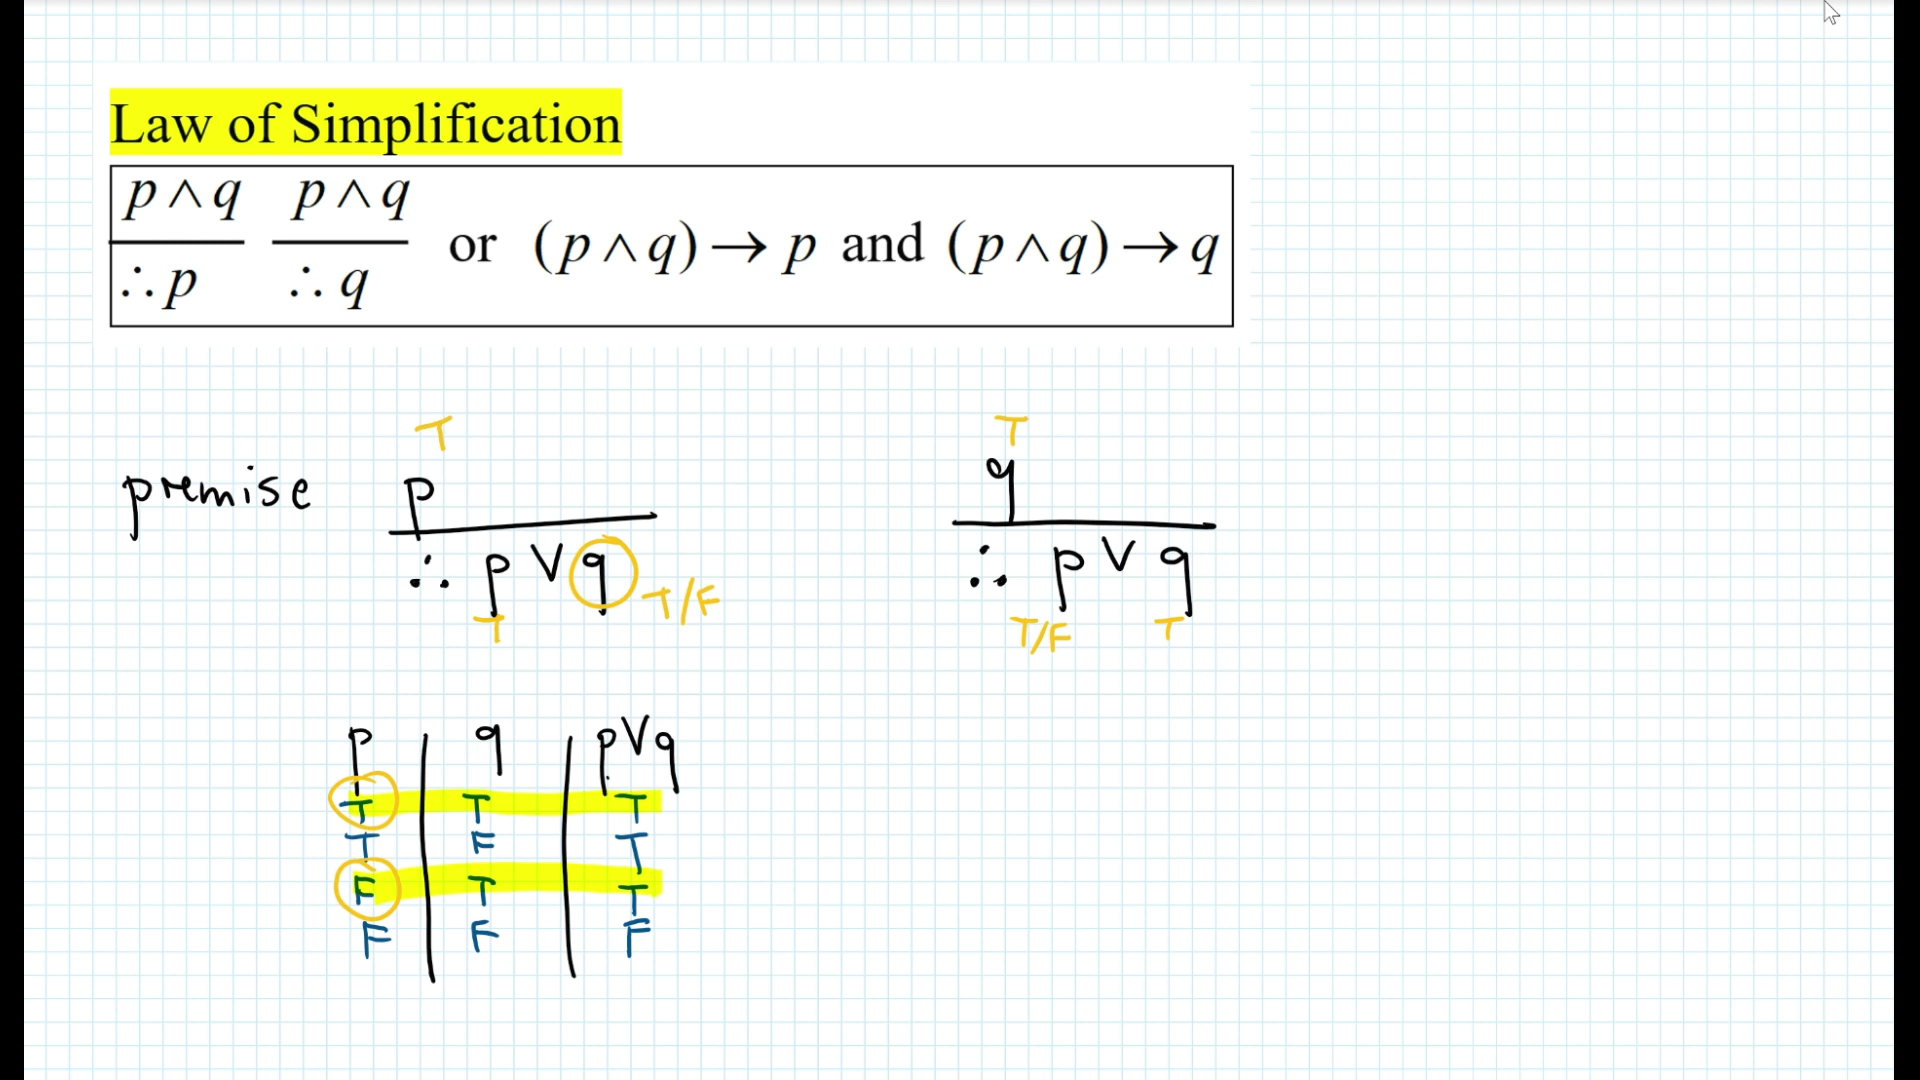 Law of Simplification
p ∧ q   p ∧ q
∴ p   ∴ q   or (p ∧ q) → p and (p ∧ q) → q
T   T
premise   p   q
∴ p V q T/F   ∴ p V q
T   T/F T
p | q | pVq
T | T | T
T | F | T
F | T | T
F | F | F